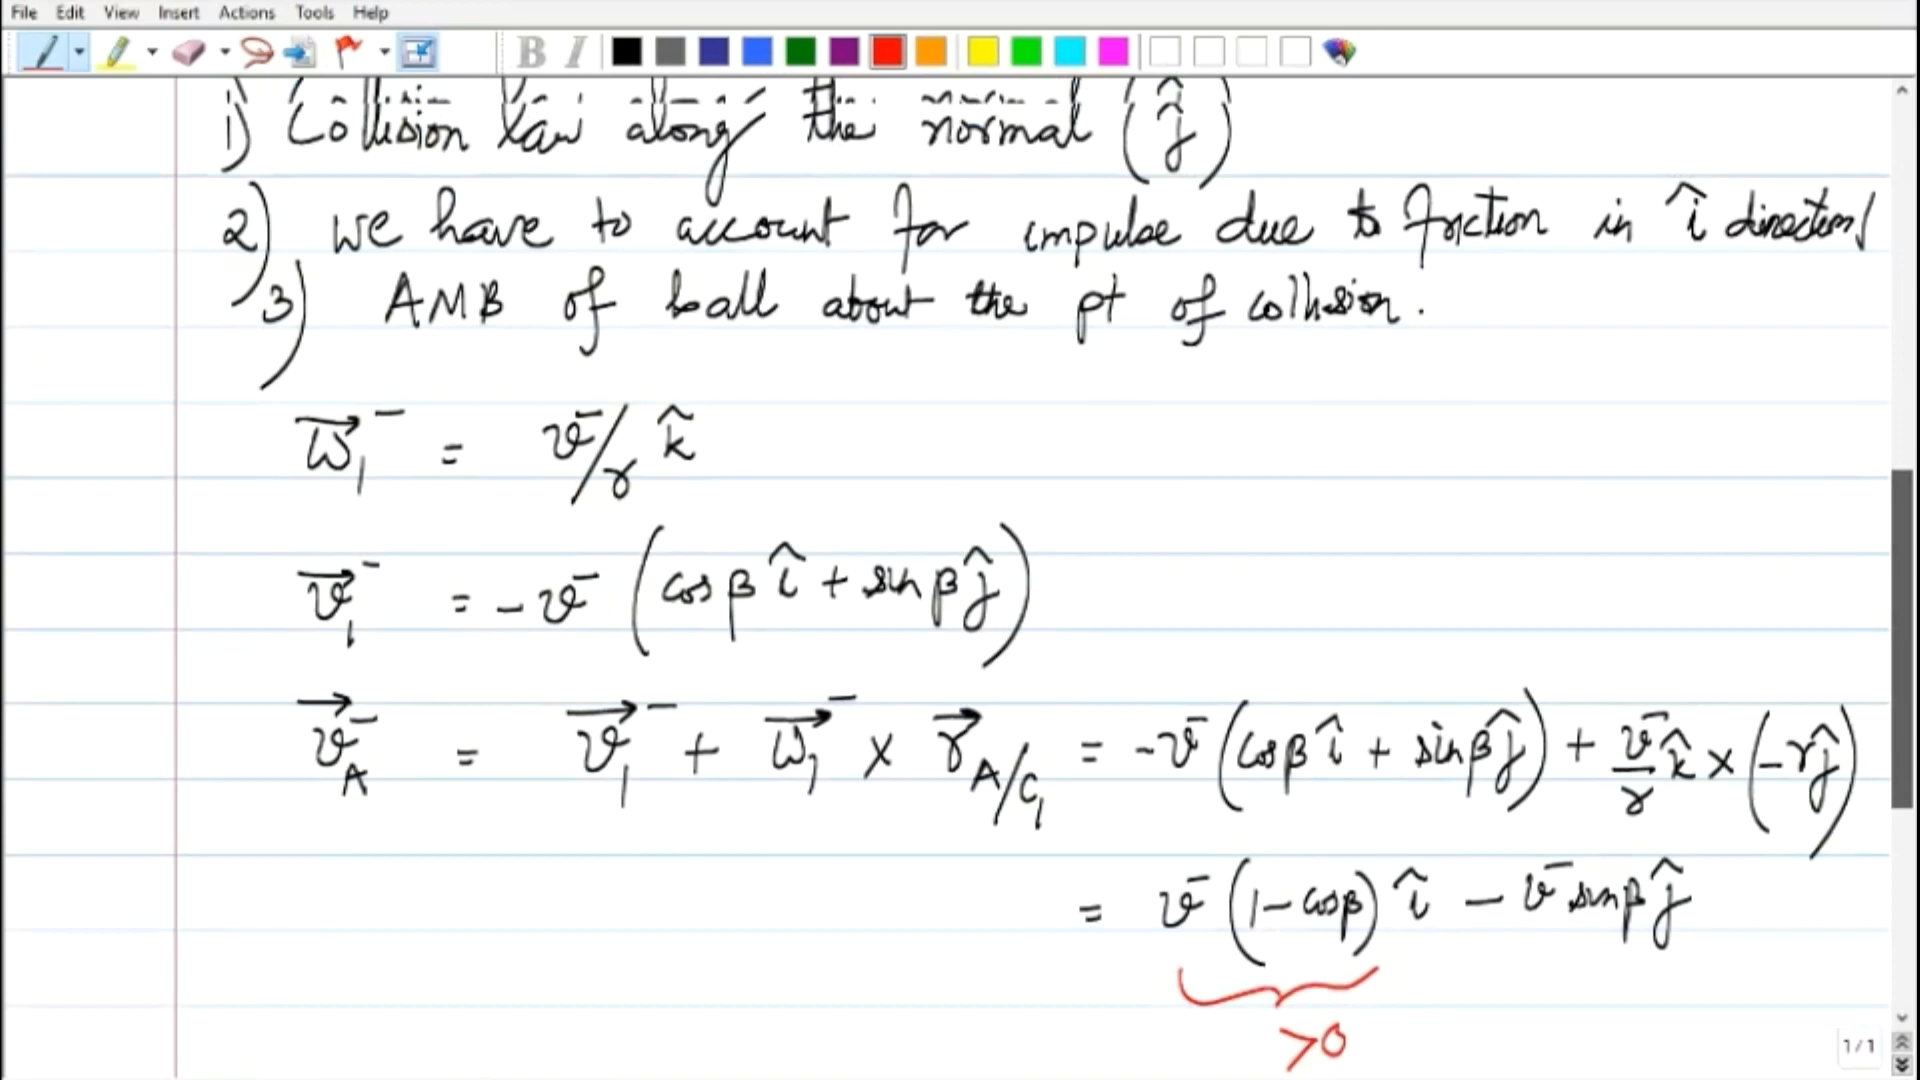 File Edit View Insert Actions Tools Help
B I
1) Collision law along the normal (ĵ)
2) we have to account for impulse due to friction in î direction
3) AMB of ball about the pt of collision.
ω⃗₁⁻ = v⁻/r k̂
v⃗₁⁻ = -v⁻ (cosβ î + sinβ ĵ)
v⃗_A⁻ = v⃗₁⁻ + ω⃗₁⁻ × r⃗_A/C₁ = -v⁻ (cosβ î + sinβ ĵ) + v⁻/r k̂ × (-r ĵ)
= v⁻ (1-cosβ) î - v⁻ sinβ ĵ
>0
1/1